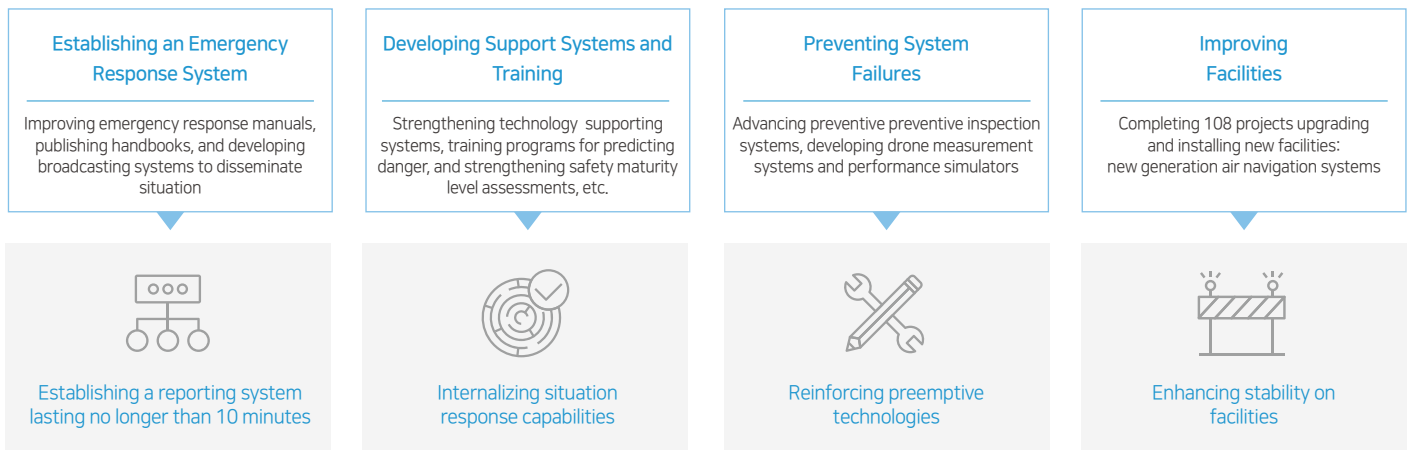 Establishing an Emergency
Response System
Improving emergency response manuals,
publishing handbooks, and developing
broadcasting systems to disseminate
situation
Establishing a reporting system
lasting no longer than 10 minutes
Developing Support Systems and
Training
Strengthening technology supporting
systems, training programs for predicting
danger, and strengthening safety maturity
level assessments, etc.
Internalizing situation
response capabilities
Preventing System
Failures
Advancing preventive preventive inspection
systems, developing drone measurement
systems and performance simulators
Reinforcing preemptive
technologies
Improving
Facilities
Completing 108 projects upgrading
and installing new facilities:
new generation air navigation systems
Enhancing stability on
facilities